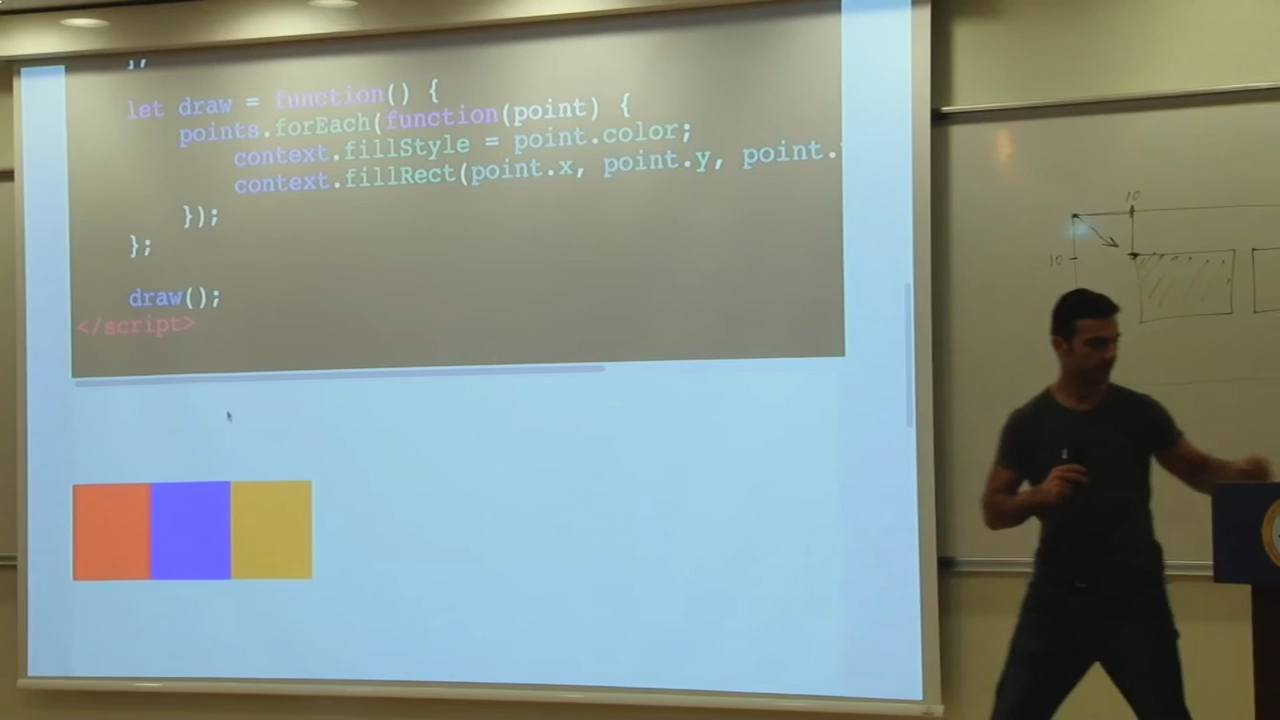 };
let draw = function() {
points.forEach(function(point) {
context.fillStyle = point.color;
context.fillRect(point.x, point.y, point.
});
};
draw();
</script>
10
10